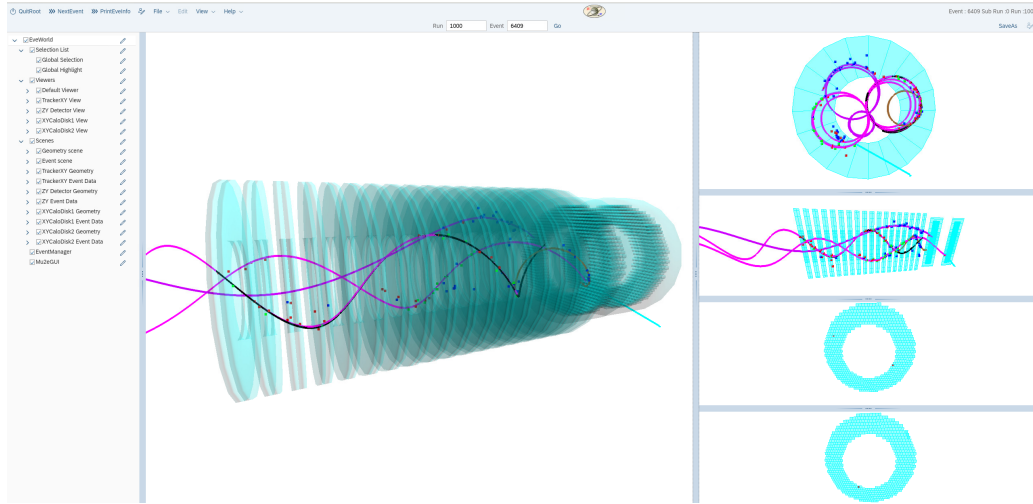 QuitRoot NextEvent PrintEveInfo File Edit View Help Event : 6409 Sub Run :0 Run :100
Run 1000 Event 6409 Go SaveAs
EveWorld
Selection List
Global Selection
Global Highlight
Viewers
Default Viewer
TrackerXY View
ZY Detector View
XYCaloDisk1 View
XYCaloDisk2 View
Scenes
Geometry scene
Event scene
TrackerXY Geometry
TrackerXY Event Data
ZY Detector Geometry
ZY Event Data
XYCaloDisk1 Geometry
XYCaloDisk1 Event Data
XYCaloDisk2 Geometry
XYCaloDisk2 Event Data
EventManager
Mu2eGUI